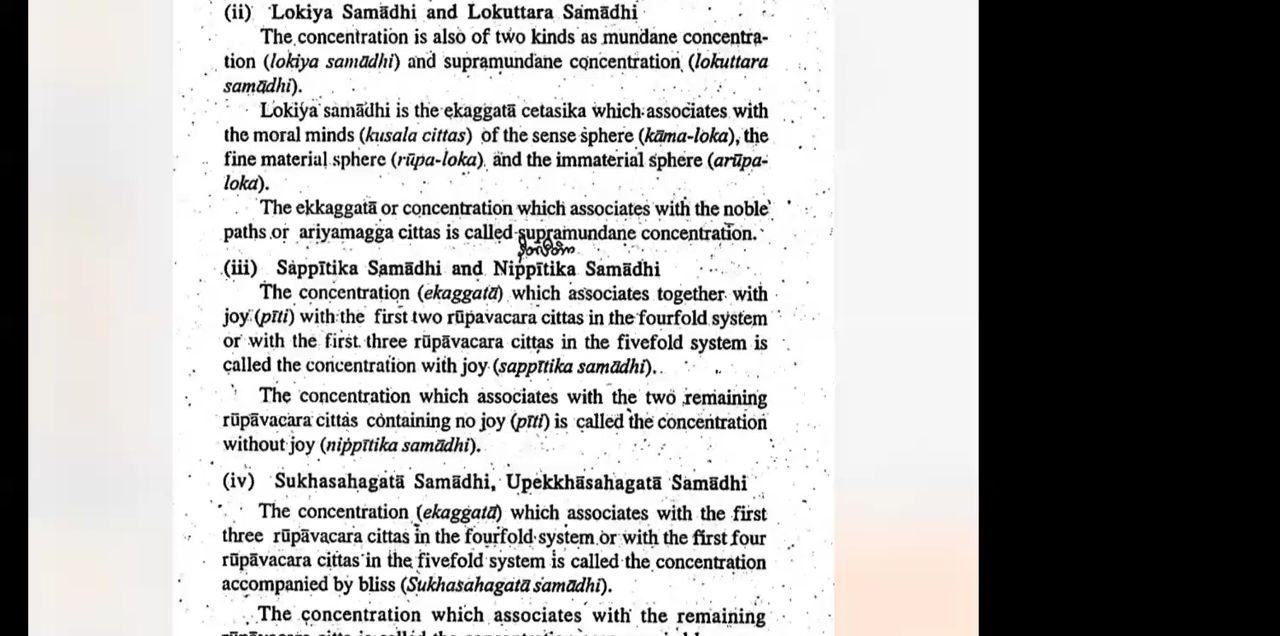 (ii) Lokiya Samādhi and Lokuttara Samādhi
The concentration is also of two kinds as mundane concentra-
tion (lokiya samādhi) and supramundane concentration (lokuttara
samādhi).
Lokiya samādhi is the ekaggatā cetasika which associates with
the moral minds (kusala cittas) of the sense sphere (kāma-loka), the
fine material sphere (rūpa-loka) and the immaterial sphere (arūpa-
loka).
The ekkaggatā or concentration which associates with the noble
paths or ariyamagga cittas is called supramundane concentration.
(iii) Sappītika Samādhi and Nippītika Samādhi
The concentration (ekaggatā) which associates together with
joy (pīti) with the first two rūpavacara cittas in the fourfold system
or with the first three rūpāvacara cittas in the fivefold system is
called the concentration with joy (sappītika samādhi).
The concentration which associates with the two remaining
rūpāvacara cittas containing no joy (pīti) is called the concentration
without joy (nippītika samādhi).
(iv) Sukhasahagatā Samādhi, Upekkhāsahagatā Samādhi
The concentration (ekaggatā) which associates with the first
three rūpāvacara cittas in the fourfold system or with the first four
rūpāvacara cittas in the fivefold system is called the concentration
accompanied by bliss (Sukhasahagatā samādhi).
The concentration which associates with the remaining